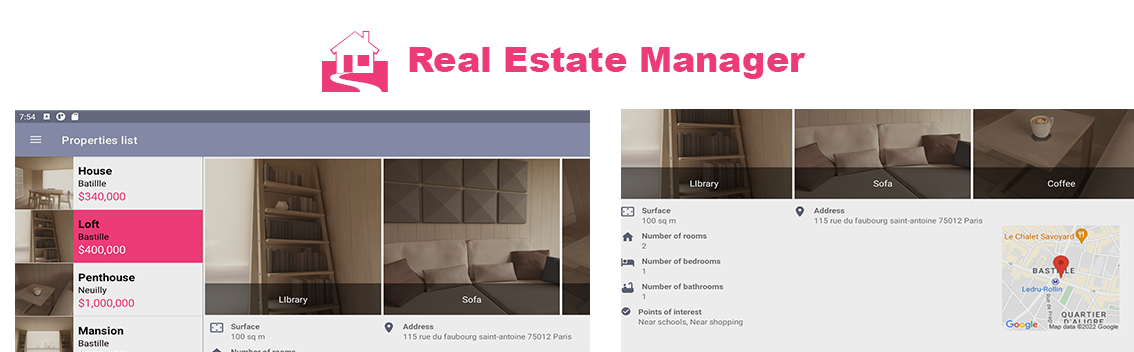 Real Estate Manager
7:54
Properties list
House
Batillle
$340,000
Loft
Bastille
$400,000
Penthouse
Neuilly
$1,000,000
Mansion
LIbrary
Sofa
Surface
100 sq m
Address
115 rue du faubourg saint-antoine 75012 Paris
Number of rooms
LIbrary
Sofa
Coffee
Surface
100 sq m
Address
115 rue du faubourg saint-antoine 75012 Paris
Number of rooms
2
Number of bedrooms
1
Number of bathrooms
1
Points of interest
Near schools, Near shopping
Le Chalet Savoyard
BASTILLE
Ledru-Rollin
QUARTIER
D'ALIGRE
Google
Map data ©2022 Google